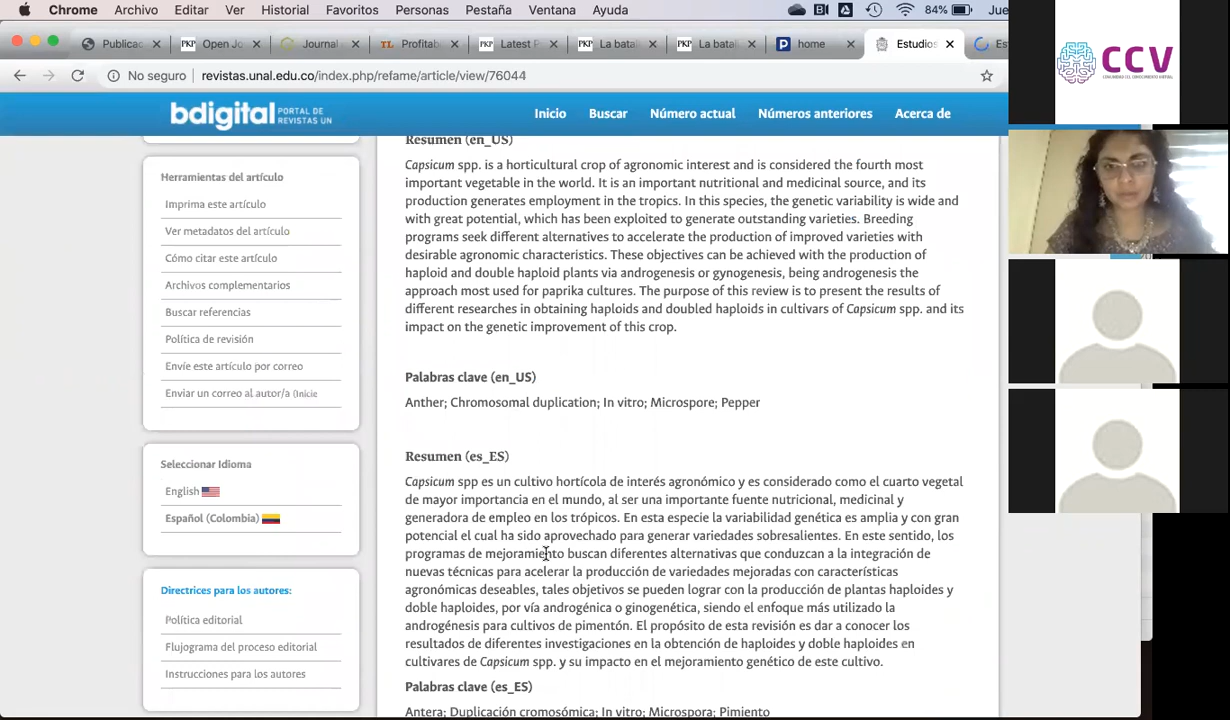 Chrome Archivo Editar Ver Historial Favoritos Personas Pestaña Ventana Ayuda 84% Jue
Publicac Open Jo Journal Profitab Latest P La batal La batal home Estudios Es
No seguro revistas.unal.edu.co/index.php/refame/article/view/76044
bdigital PORTAL DE REVISTAS UN
Inicio Buscar Número actual Números anteriores Acerca de
CCV
Herramientas del artículo
Imprima este artículo
Ver metadatos del artículo
Cómo citar este artículo
Archivos complementarios
Buscar referencias
Política de revisión
Envíe este artículo por correo
Enviar un correo al autor/a (Inicie
Seleccionar Idioma
English
Español (Colombia)
Directrices para los autores:
Política editorial
Flujograma del proceso editorial
Instrucciones para los autores
Resumen (en_US)
Capsicum spp. is a horticultural crop of agronomic interest and is considered the fourth most
important vegetable in the world. It is an important nutritional and medicinal source, and its
production generates employment in the tropics. In this species, the genetic variability is wide and
with great potential, which has been exploited to generate outstanding varieties. Breeding
programs seek different alternatives to accelerate the production of improved varieties with
desirable agronomic characteristics. These objectives can be achieved with the production of
haploid and double haploid plants via androgenesis or gynogenesis, being androgenesis the
approach most used for paprika cultures. The purpose of this review is to present the results of
different researches in obtaining haploids and doubled haploids in cultivars of Capsicum spp. and its
impact on the genetic improvement of this crop.
Palabras clave (en_US)
Anther; Chromosomal duplication; In vitro; Microspore; Pepper
Resumen (es_ES)
Capsicum spp es un cultivo hortícola de interés agronómico y es considerado como el cuarto vegetal
de mayor importancia en el mundo, al ser una importante fuente nutricional, medicinal y
generadora de empleo en los trópicos. En esta especie la variabilidad genética es amplia y con gran
potencial el cual ha sido aprovechado para generar variedades sobresalientes. En este sentido, los
programas de mejoramiento buscan diferentes alternativas que conduzcan a la integración de
nuevas técnicas para acelerar la producción de variedades mejoradas con características
agronómicas deseables, tales objetivos se pueden lograr con la producción de plantas haploides y
doble haploides, por vía androgénica o ginogenética, siendo el enfoque más utilizado la
androgénesis para cultivos de pimentón. El propósito de esta revisión es dar a conocer los
resultados de diferentes investigaciones en la obtención de haploides y doble haploides en
cultivares de Capsicum spp. y su impacto en el mejoramiento genético de este cultivo.
Palabras clave (es_ES)
Antera; Duplicación cromosómica; In vitro; Microspora; Pimiento